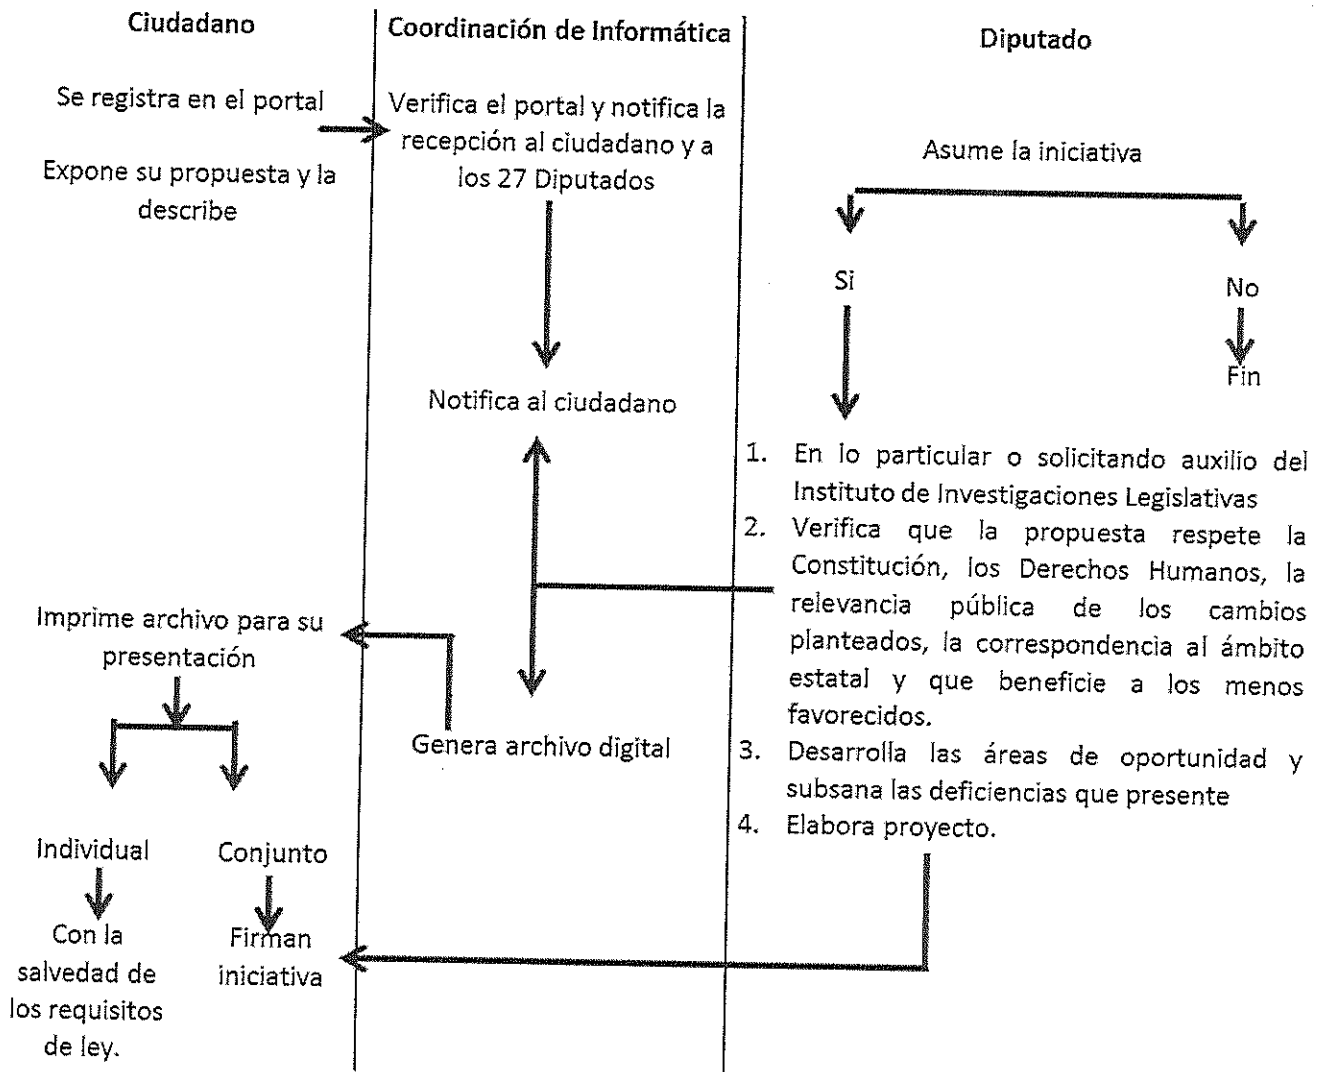 Ciudadano
Se registra en el portal
Expone su propuesta y la
describe
Imprime archivo para su
presentación
Individual
Con la
salvedad de
los requisitos
de ley.
Conjunto
Firman
iniciativa
Coordinación de Informática
Verifica el portal y notifica la
recepción al ciudadano y a
los 27 Diputados
Notifica al ciudadano
Genera archivo digital
Diputado
Asume la iniciativa
Si
No
Fin
1. En lo particular o solicitando auxilio del
Instituto de Investigaciones Legislativas
2. Verifica que la propuesta respete la
Constitución, los Derechos Humanos, la
relevancia pública de los cambios
planteados, la correspondencia al ámbito
estatal y que beneficie a los menos
favorecidos.
3. Desarrolla las áreas de oportunidad y
subsana las deficiencias que presente
4. Elabora proyecto.